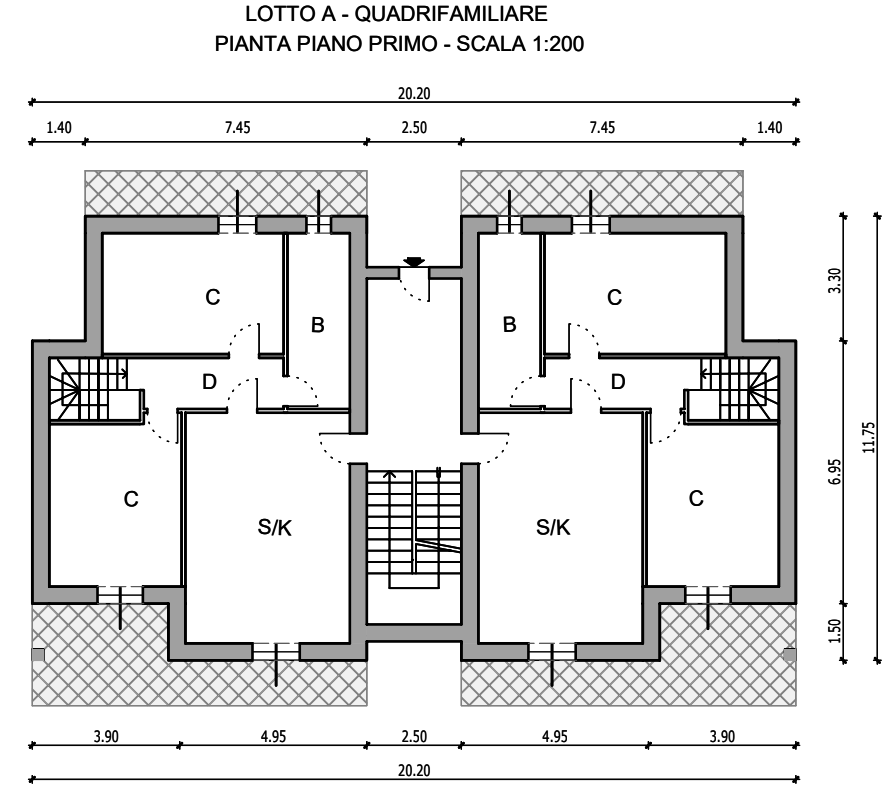 LOTTO A - QUADRIFAMILIARE
PIANTA PIANO PRIMO - SCALA 1:200
20.20
1.40 7.45 2.50 7.45 1.40
3.30
C B B C
D D
11.75
6.95
C S/K S/K C
1.50
3.90 4.95 2.50 4.95 3.90
20.20